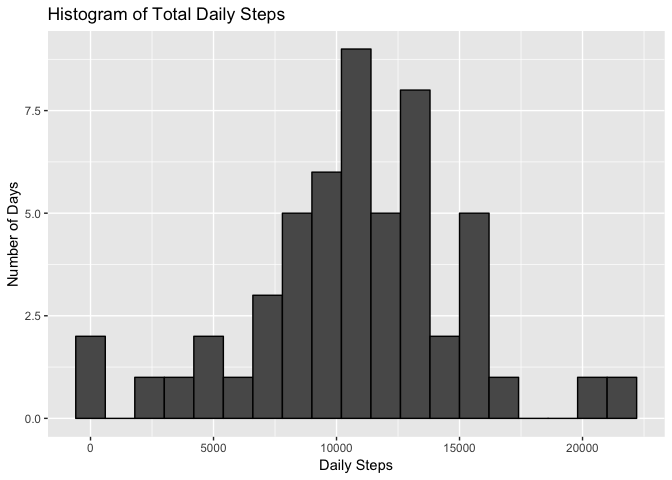 Histogram of Total Daily Steps
7.5
5.0
2.5
0.0
Number of Days
0 5000 10000 15000 20000
Daily Steps